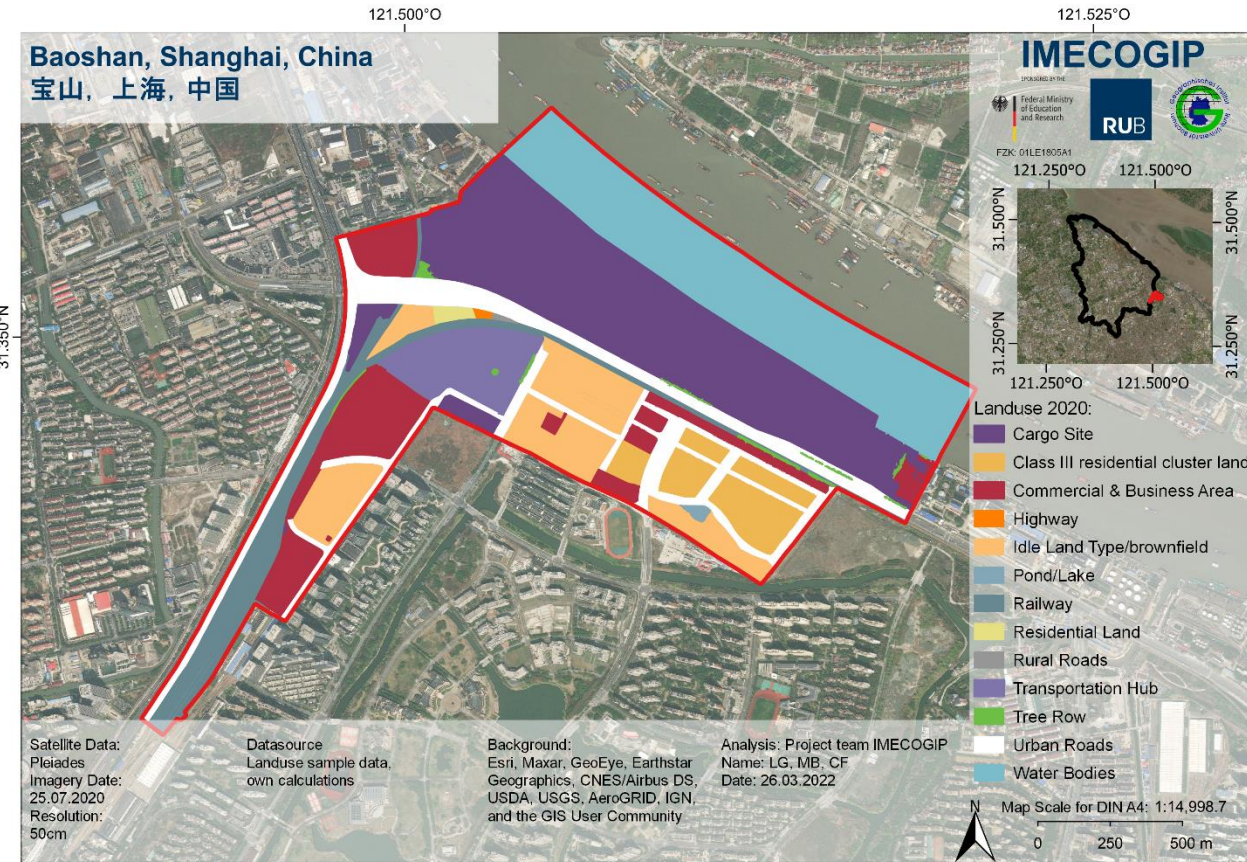 121.500°O
121.525°O
Baoshan, Shanghai, China
宝山, 上海, 中国
IMECOGIP
SPONSORED BY THE
Federal Ministry
of Education
and Research
RUB
FZK: 01LE1805A1
31.350°N
121.250°O
121.500°O
31.500°N
31.500°N
31.250°N
31.250°N
121.250°O
121.500°O
Landuse 2020:
Cargo Site
Class III residential cluster land
Commercial & Business Area
Highway
Idle Land Type/brownfield
Pond/Lake
Railway
Residential Land
Rural Roads
Transportation Hub
Tree Row
Urban Roads
Water Bodies
Satellite Data:
Pleiades
Imagery Date:
25.07.2020
Resolution:
50cm
Datasource
Landuse sample data,
own calculations
Background:
Esri, Maxar, GeoEye, Earthstar
Geographics, CNES/Airbus DS,
USDA, USGS, AeroGRID, IGN,
and the GIS User Community
Analysis: Project team IMECOGIP
Name: LG, MB, CF
Date: 26.03.2022
N
Map Scale for DIN A4: 1:14,998.7
0 250 500 m